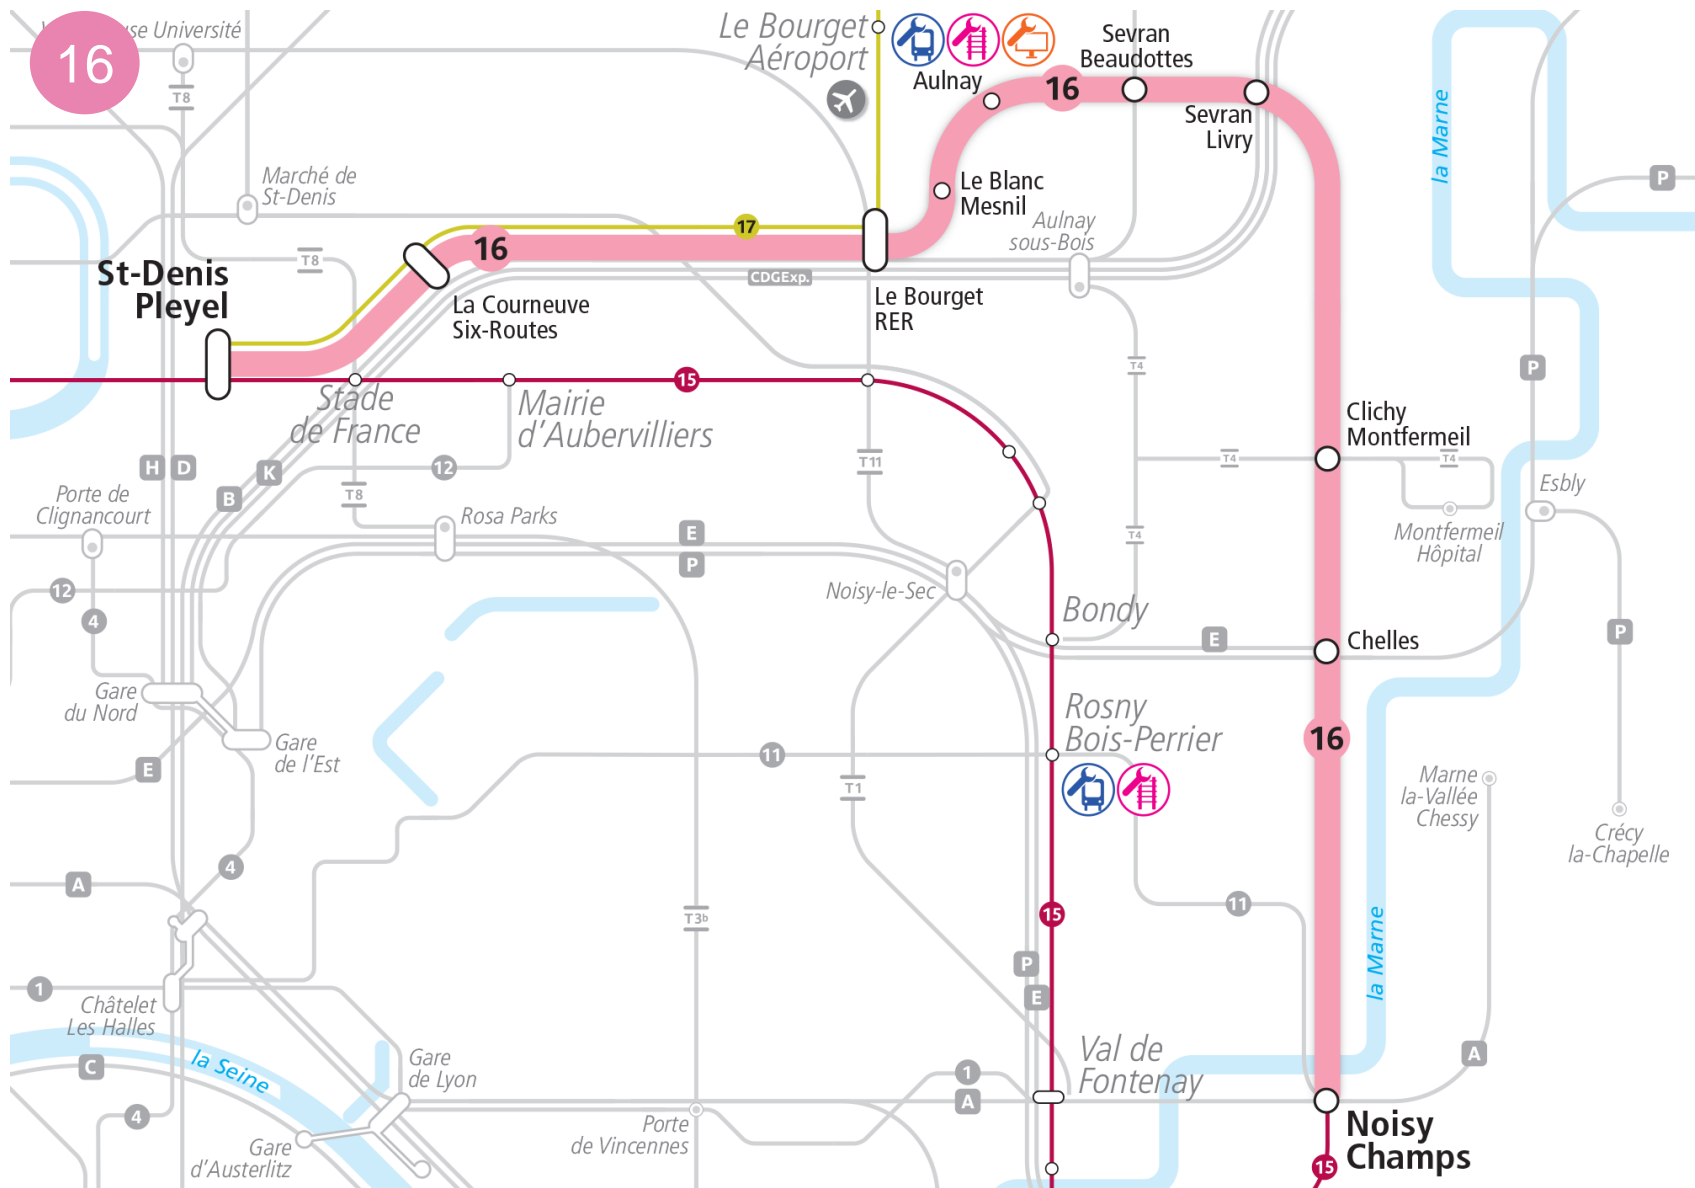 16
use Université
T8
Le Bourget
Aéroport
Aulnay
16
Sevran
Beaudottes
Sevran
Livry
la Marne
P
Marché de
St-Denis
Le Blanc
Mesnil
Aulnay
sous-Bois
T8
16
17
CDGExp.
St-Denis
Pleyel
La Courneuve
Six-Routes
Le Bourget
RER
15
Stade
de France
Mairie
d'Aubervilliers
T4
P
Clichy
Montfermeil
H
D
K
B
12
T8
T11
T4
T4
Esbly
Porte de
Clignancourt
Rosa Parks
E
P
T4
Montfermeil
Hôpital
12
4
Noisy-le-Sec
Bondy
E
Chelles
P
Gare
du Nord
Gare
de l'Est
E
Rosny
Bois-Perrier
16
11
T1
Marne
la-Vallée
Chessy
Crécy
la-Chapelle
4
A
T3b
15
11
la Marne
P
E
1
Châtelet
Les Halles
la Seine
C
Gare
de Lyon
Val de
Fontenay
1
A
A
4
Gare
d'Austerlitz
Porte
de Vincennes
Noisy
Champs
15